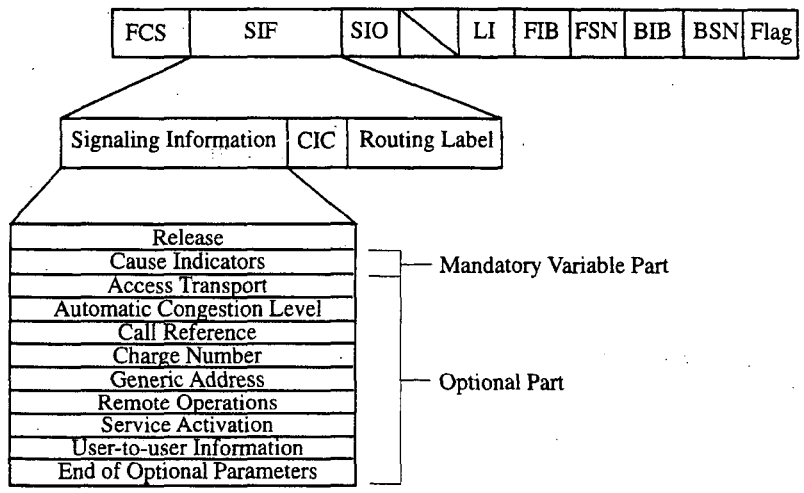 FCS SIF SIO LI FIB FSN BIB BSN Flag
Signaling Information CIC Routing Label
Release
Cause Indicators
Mandatory Variable Part
Access Transport
Automatic Congestion Level
Call Reference
Charge Number
Generic Address
Optional Part
Remote Operations
Service Activation
User-to-user Information
End of Optional Parameters